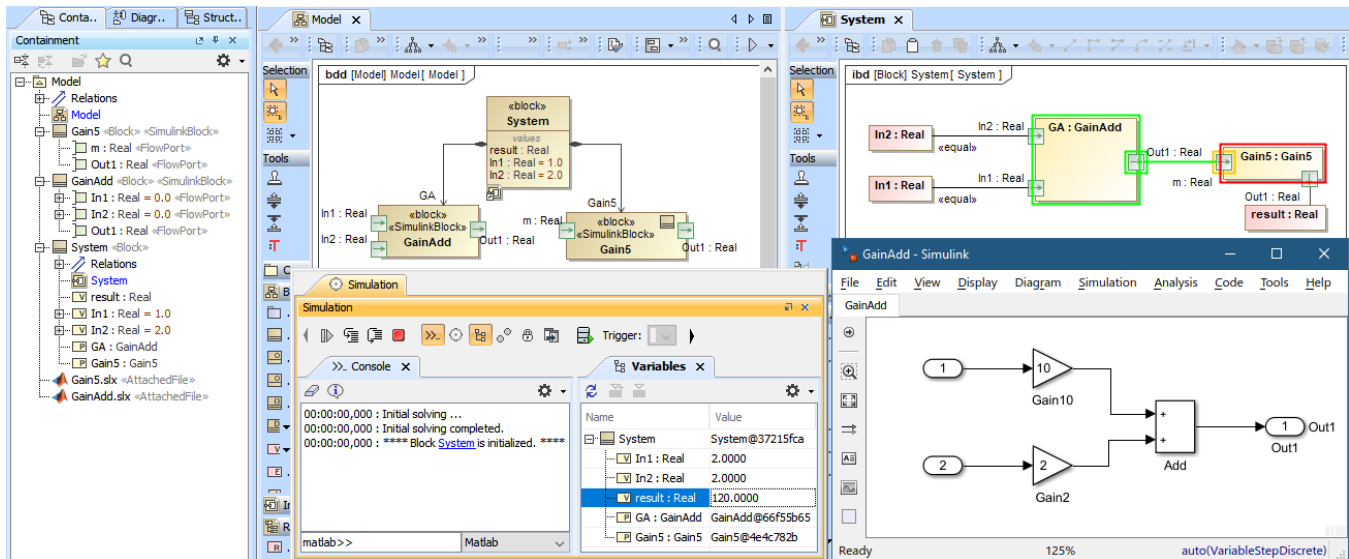 Conta..
Diagr..
Struct..
Containment
Model
Relations
Model
Gain5 «Block» «SimulinkBlock»
m : Real «FlowPort»
Out1 : Real «FlowPort»
GainAdd «Block» «SimulinkBlock»
In1 : Real = 0.0 «FlowPort»
In2 : Real = 0.0 «FlowPort»
Out1 : Real «FlowPort»
System «Block»
Relations
System
result : Real
In1 : Real = 1.0
In2 : Real = 2.0
GA : GainAdd
Gain5 : Gain5
Gain5.slx «AttachedFile»
GainAdd.slx «AttachedFile»
Model
Selection
Tools
bdd [Model] Model[ Model ]
«block»
System
values
result : Real
In1 : Real = 1.0
In2 : Real = 2.0
GA
Gain5
In1 : Real
In2 : Real
«block»
«SimulinkBlock»
GainAdd
Out1 : Real
m : Real
«block»
«SimulinkBlock»
Gain5
Out1 : Real
System
Selection
Tools
ibd [Block] System[ System ]
In2 : Real
In2 : Real
«equal»
In1 : Real
In1 : Real
«equal»
GA : GainAdd
Out1 : Real
m : Real
Gain5 : Gain5
Out1 : Real
result : Real
Simulation
Simulation
Trigger:
Console
00:00:00,000 : Initial solving ...
00:00:00,000 : Initial solving completed.
00:00:00,000 : **** Block System is initialized. ****
matlab>>
Matlab
Variables
Name
Value
System
System@37215fca
In1 : Real
2.0000
In2 : Real
2.0000
result : Real
120.0000
GA : GainAdd
GainAdd@66f55b65
Gain5 : Gain5
Gain5@4e4c782b
GainAdd - Simulink
File Edit View Display Diagram Simulation Analysis Code Tools Help
GainAdd
1
10
Gain10
2
2
Gain2
+
+
Add
1
Out1
Out1
Ready
125%
auto(VariableStepDiscrete)